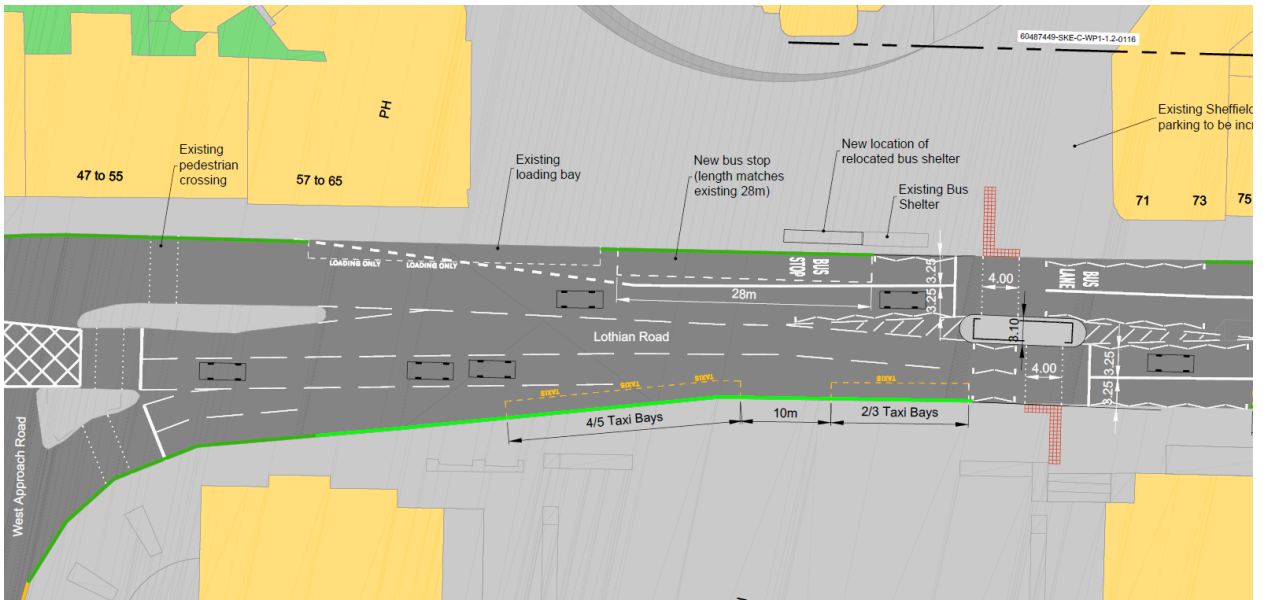 60487449-SKE-C-WP1-1.2-0116
PH
Existing
pedestrian
crossing
47 to 55
57 to 65
Existing
loading bay
New bus stop
(length matches
existing 28m)
New location of
relocated bus shelter
Existing Bus
Shelter
Existing Sheffield
parking to be incr
71
73
75
LOADING ONLY
LOADING ONLY
BUS
STOP
3.25
3.25
4.00
BUS
LANE
28m
Lothian Road
3.10
TAXIS
TAXIS
TAXIS
TAXIS
4.00
3.25
3.25
4/5 Taxi Bays
10m
2/3 Taxi Bays
West Approach Road